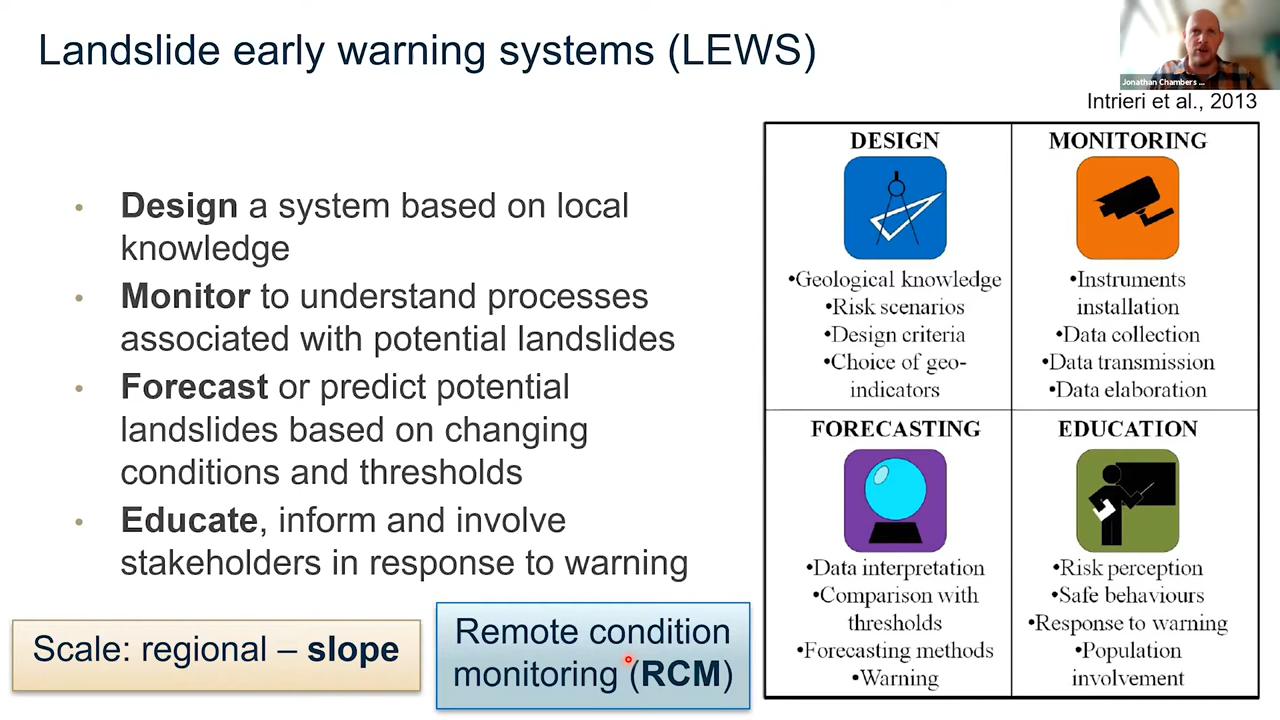 Landslide early warning systems (LEWS)
Jonathan Chambers ...
Intrieri et al., 2013
• Design a system based on local
knowledge
• Monitor to understand processes
associated with potential landslides
• Forecast or predict potential
landslides based on changing
conditions and thresholds
• Educate, inform and involve
stakeholders in response to warning
Scale: regional – slope
Remote condition
monitoring (RCM)
DESIGN
•Geological knowledge
•Risk scenarios
•Design criteria
•Choice of geo-
indicators
MONITORING
•Instruments
installation
•Data collection
•Data transmission
•Data elaboration
FORECASTING
•Data interpretation
•Comparison with
thresholds
•Forecasting methods
•Warning
EDUCATION
•Risk perception
•Safe behaviours
•Response to warning
•Population
involvement